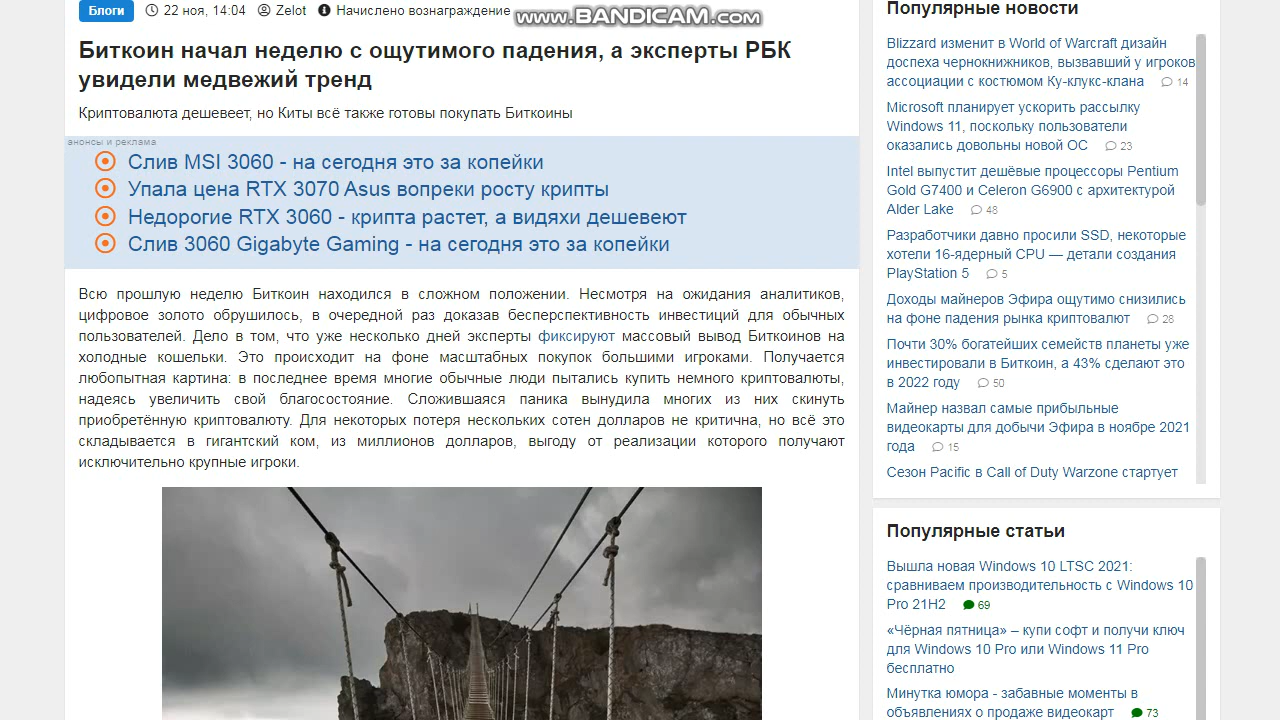 Блоги 22 ноя, 14:04 Zelot Начислено вознаграждение
www.BANDICAM.com
Биткоин начал неделю с ощутимого падения, а эксперты РБК
увидели медвежий тренд
Криптовалюта дешевеет, но Киты всё также готовы покупать Биткоины
анонсы и реклама
Слив MSI 3060 - на сегодня это за копейки
Упала цена RTX 3070 Asus вопреки росту крипты
Недорогие RTX 3060 - крипта растет, а видяхи дешевеют
Слив 3060 Gigabyte Gaming - на сегодня это за копейки
Всю прошлую неделю Биткоин находился в сложном положении. Несмотря на ожидания аналитиков,
цифровое золото обрушилось, в очередной раз доказав бесперспективность инвестиций для обычных
пользователей. Дело в том, что уже несколько дней эксперты фиксируют массовый вывод Биткоинов на
холодные кошельки. Это происходит на фоне масштабных покупок большими игроками. Получается
любопытная картина: в последнее время многие обычные люди пытались купить немного криптовалюты,
надеясь увеличить свой благосостояние. Сложившаяся паника вынудила многих из них скинуть
приобретённую криптовалюту. Для некоторых потеря нескольких сотен долларов не критична, но всё это
складывается в гигантский ком, из миллионов долларов, выгоду от реализации которого получают
исключительно крупные игроки.
Популярные новости
Blizzard изменит в World of Warcraft дизайн
доспеха чернокнижников, вызвавший у игроков
ассоциации с костюмом Ку-клукс-клана 14
Microsoft планирует ускорить рассылку
Windows 11, поскольку пользователи
оказались довольны новой ОС 23
Intel выпустит дешёвые процессоры Pentium
Gold G7400 и Celeron G6900 с архитектурой
Alder Lake 48
Разработчики давно просили SSD, некоторые
хотели 16-ядерный CPU — детали создания
PlayStation 5 5
Доходы майнеров Эфира ощутимо снизились
на фоне падения рынка криптовалют 28
Почти 30% богатейших семейств планеты уже
инвестировали в Биткоин, а 43% сделают это
в 2022 году 50
Майнер назвал самые прибыльные
видеокарты для добычи Эфира в ноябре 2021
года 15
Сезон Pacific в Call of Duty Warzone стартует
Популярные статьи
Вышла новая Windows 10 LTSC 2021:
сравниваем производительность с Windows 10
Pro 21H2 69
«Чёрная пятница» – купи софт и получи ключ
для Windows 10 Pro или Windows 11 Pro
бесплатно
Минутка юмора - забавные моменты в
объявлениях о продаже видеокарт 73